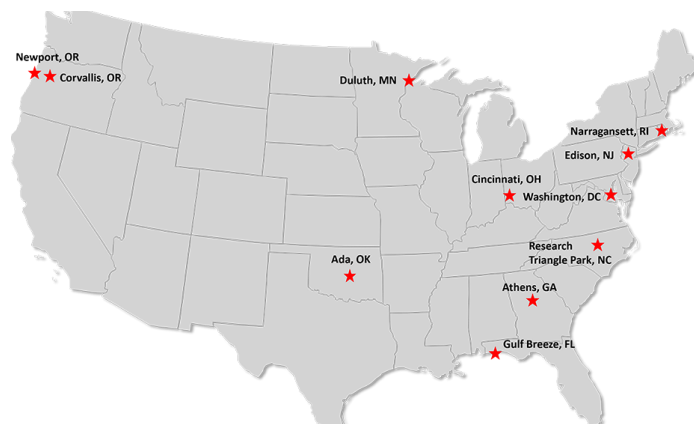 Newport, OR
Corvallis, OR
Duluth, MN
Narragansett, RI
Edison, NJ
Cincinnati, OH
Washington, DC
Research
Triangle Park, NC
Ada, OK
Athens, GA
Gulf Breeze, FL